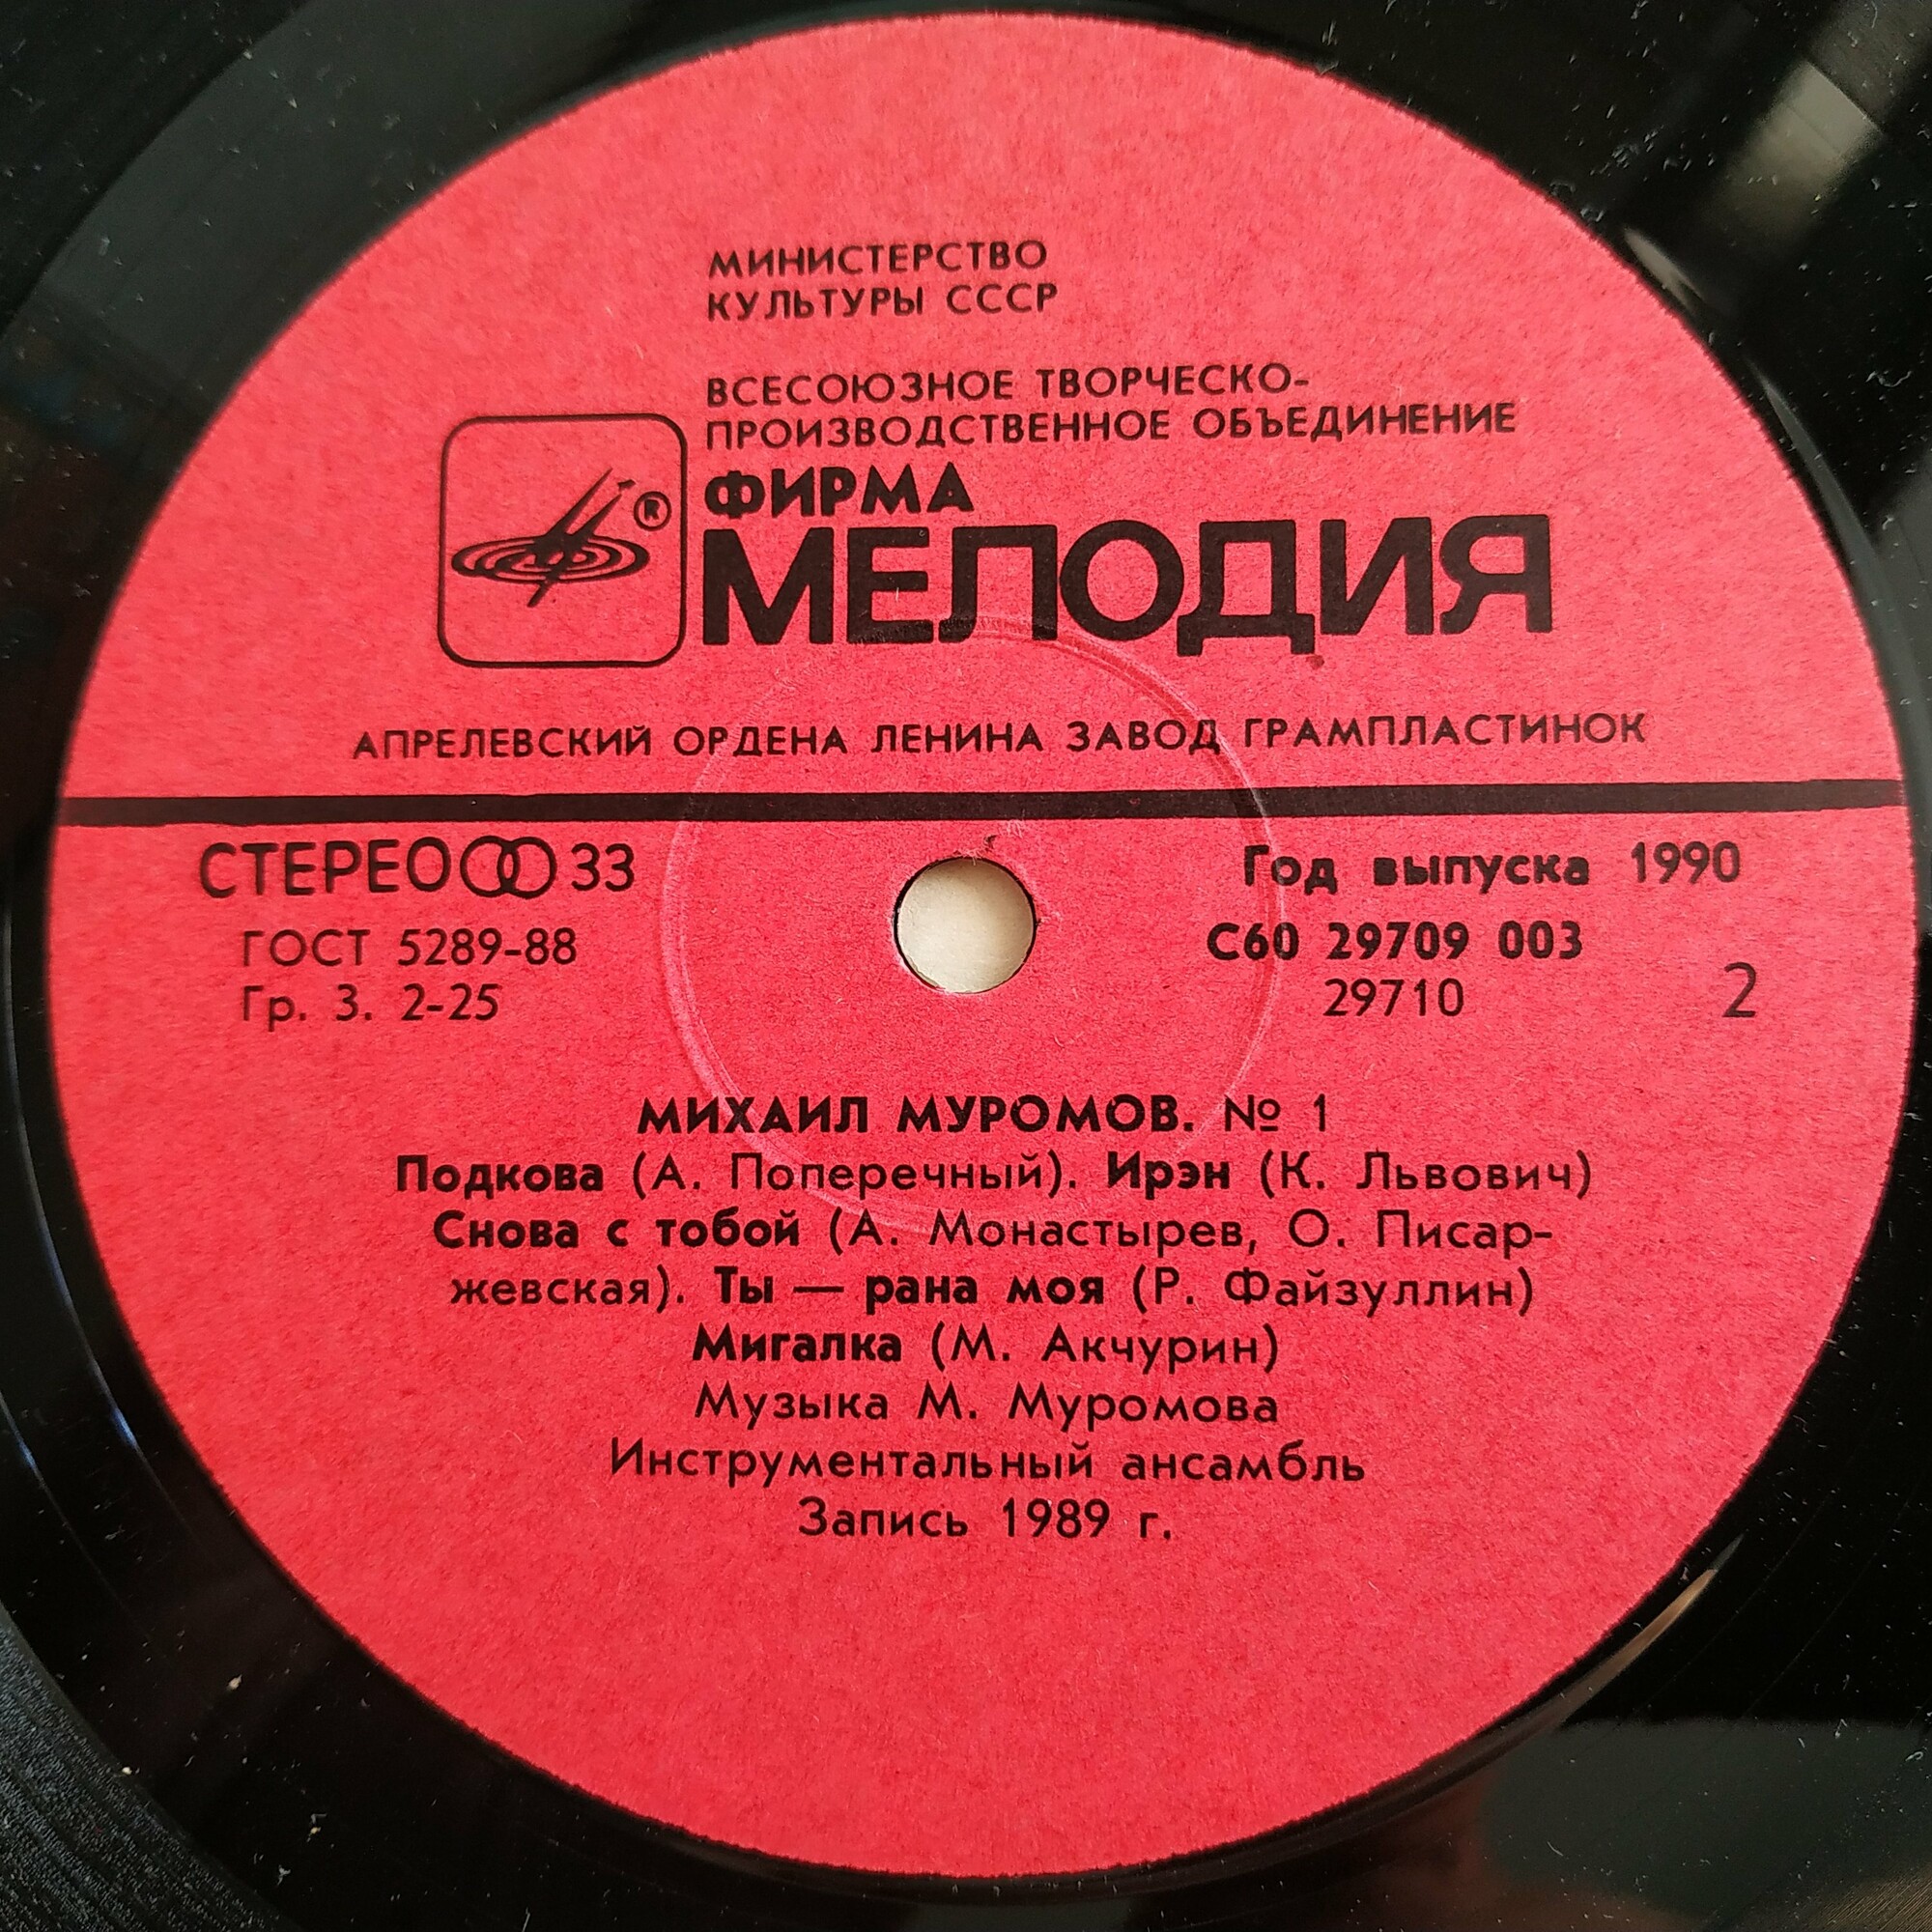 МИНИСТЕРСТВО
КУЛЬТУРЫ СССР
ВСЕСОЮЗНОЕ ТВОРЧЕСКО-
ПРОИЗВОДСТВЕННОЕ ОБЪЕДИНЕНИЕ
®
ФИРМА
МЕЛОДИЯ
АПРЕЛЕВСКИЙ ОРДЕНА ЛЕНИНА ЗАВОД ГРАМПЛАСТИНОК
СТЕРЕО 33
ГОСТ 5289-88
Гр. 3. 2-25
Год выпуска 1990
С60 29709 003
29710
2
МИХАИЛ МУРОМОВ. № 1
Подкова (А. Поперечный). Ирэн (К. Львович)
Снова с тобой (А. Монастырев, О. Писар-
жевская). Ты — рана моя (Р. Файзуллин)
Мигалка (М. Акчурин)
Музыка М. Муромова
Инструментальный ансамбль
Запись 1989 г.